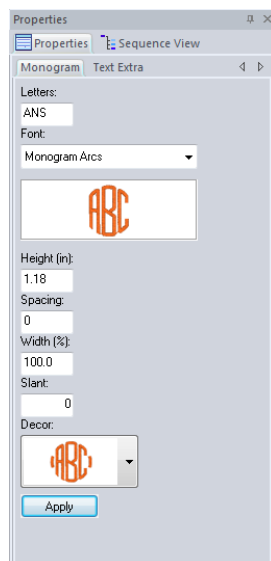 Properties
Properties Sequence View
Monogram Text Extra
Letters:
ANS
Font:
Monogram Arcs
ABC
Height (in):
1.18
Spacing:
0
Width (%):
100.0
Slant:
0
Decor:
ABC
Apply